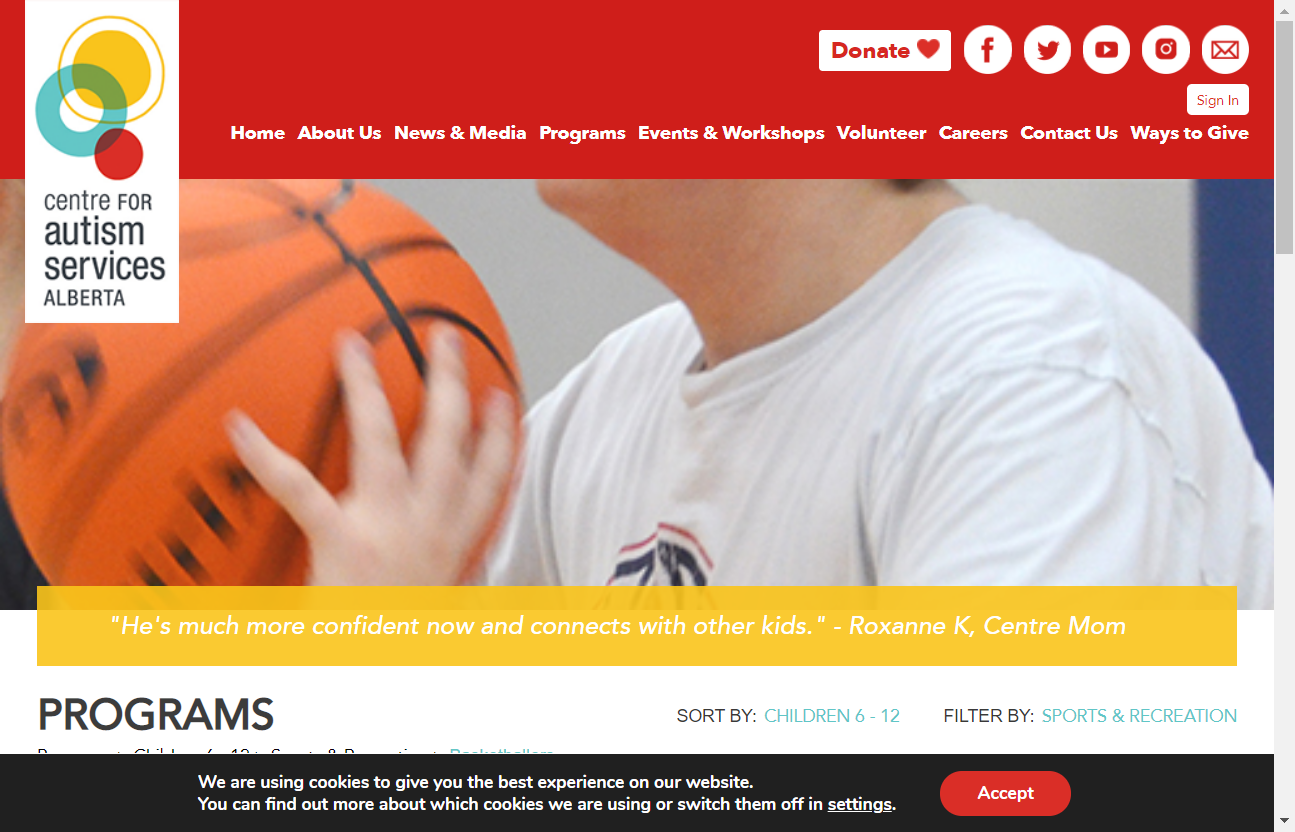 centre FOR
autism
services
ALBERTA
Donate
Sign In
Home About Us News & Media Programs Events & Workshops Volunteer Careers Contact Us Ways to Give
"He's much more confident now and connects with other kids." - Roxanne K, Centre Mom
PROGRAMS
SORT BY: CHILDREN 6 - 12 FILTER BY: SPORTS & RECREATION
We are using cookies to give you the best experience on our website.
You can find out more about which cookies we are using or switch them off in settings.
Accept